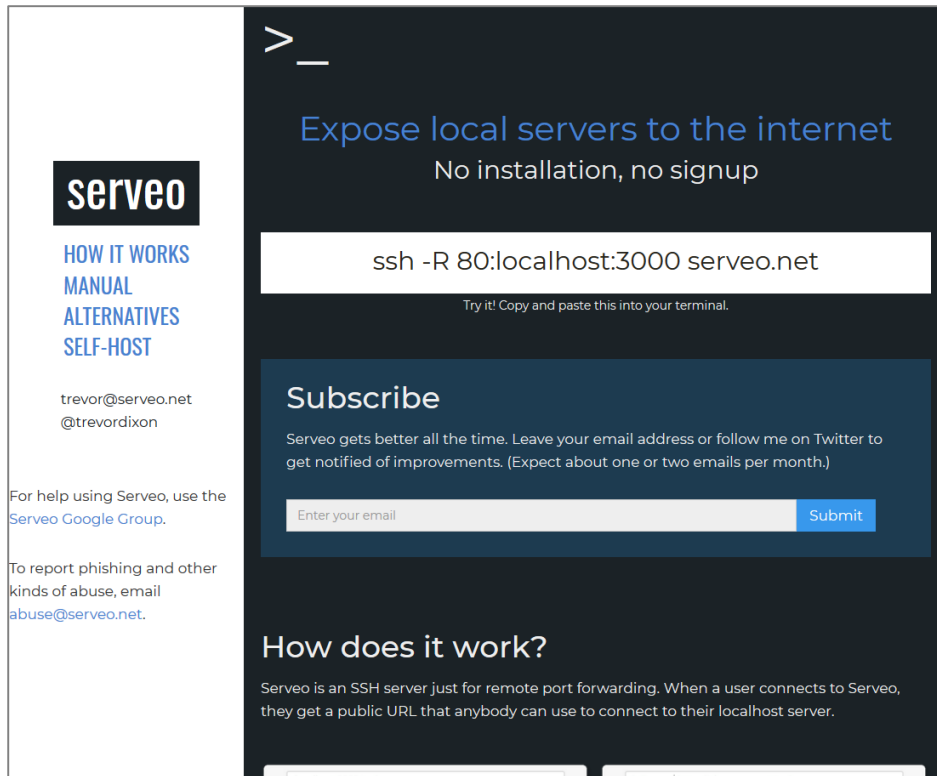 serveo
HOW IT WORKS
MANUAL
ALTERNATIVES
SELF-HOST
trevor@serveo.net
@trevordixon
For help using Serveo, use the
Serveo Google Group.
To report phishing and other
kinds of abuse, email
abuse@serveo.net.
>_
Expose local servers to the internet
No installation, no signup
ssh -R 80:localhost:3000 serveo.net
Try it! Copy and paste this into your terminal.
Subscribe
Serveo gets better all the time. Leave your email address or follow me on Twitter to
get notified of improvements. (Expect about one or two emails per month.)
Enter your email
Submit
How does it work?
Serveo is an SSH server just for remote port forwarding. When a user connects to Serveo,
they get a public URL that anybody can use to connect to their localhost server.